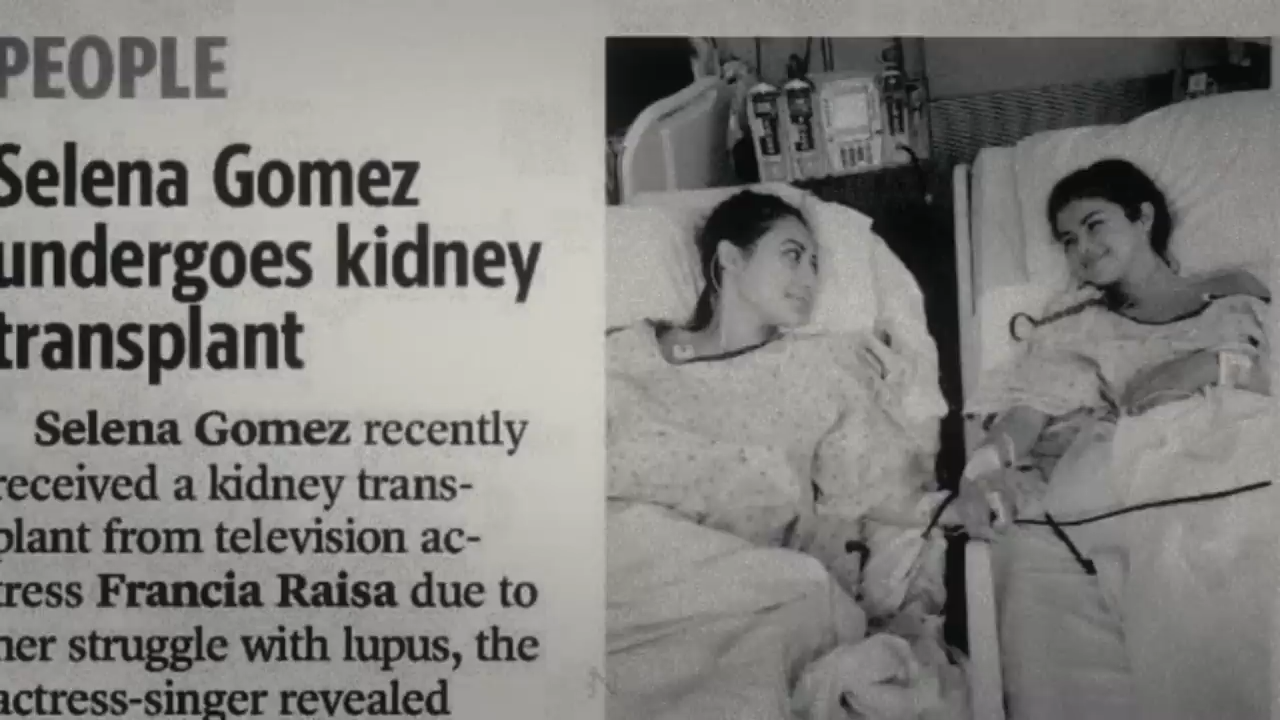 PEOPLE
Selena Gomez
undergoes kidney
transplant
Selena Gomez recently
received a kidney trans-
plant from television ac-
tress Francia Raisa due to
her struggle with lupus, the
actress-singer revealed